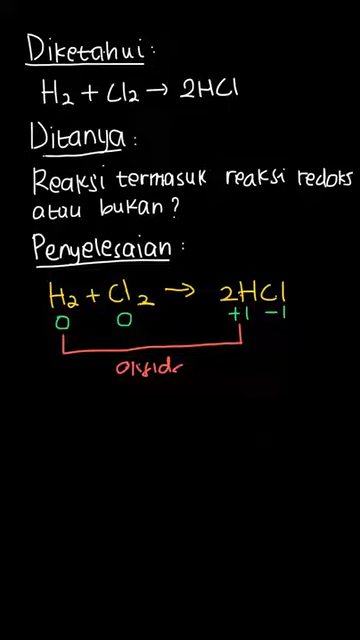 Diketahui :
H₂ + Cl₂ → 2HCl
Ditanya :
Reaksi termasuk reaksi redoks
atau bukan ?
Penyelesaian :
H₂ + Cl₂ → 2HCl
0 0 +1 -1
Oksida